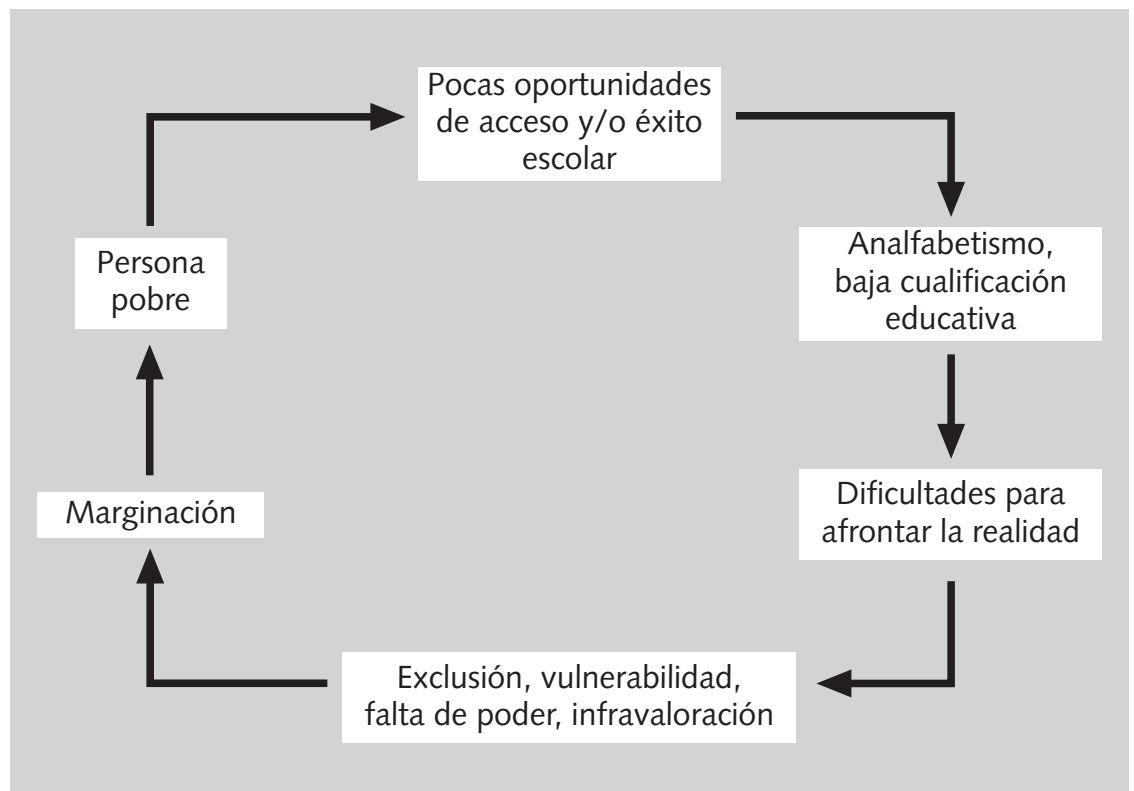 Pocas oportunidades
de acceso y/o éxito
escolar
Analfabetismo,
baja cualificación
educativa
Dificultades para
afrontar la realidad
Exclusión, vulnerabilidad,
falta de poder, infravaloración
Marginación
Persona
pobre